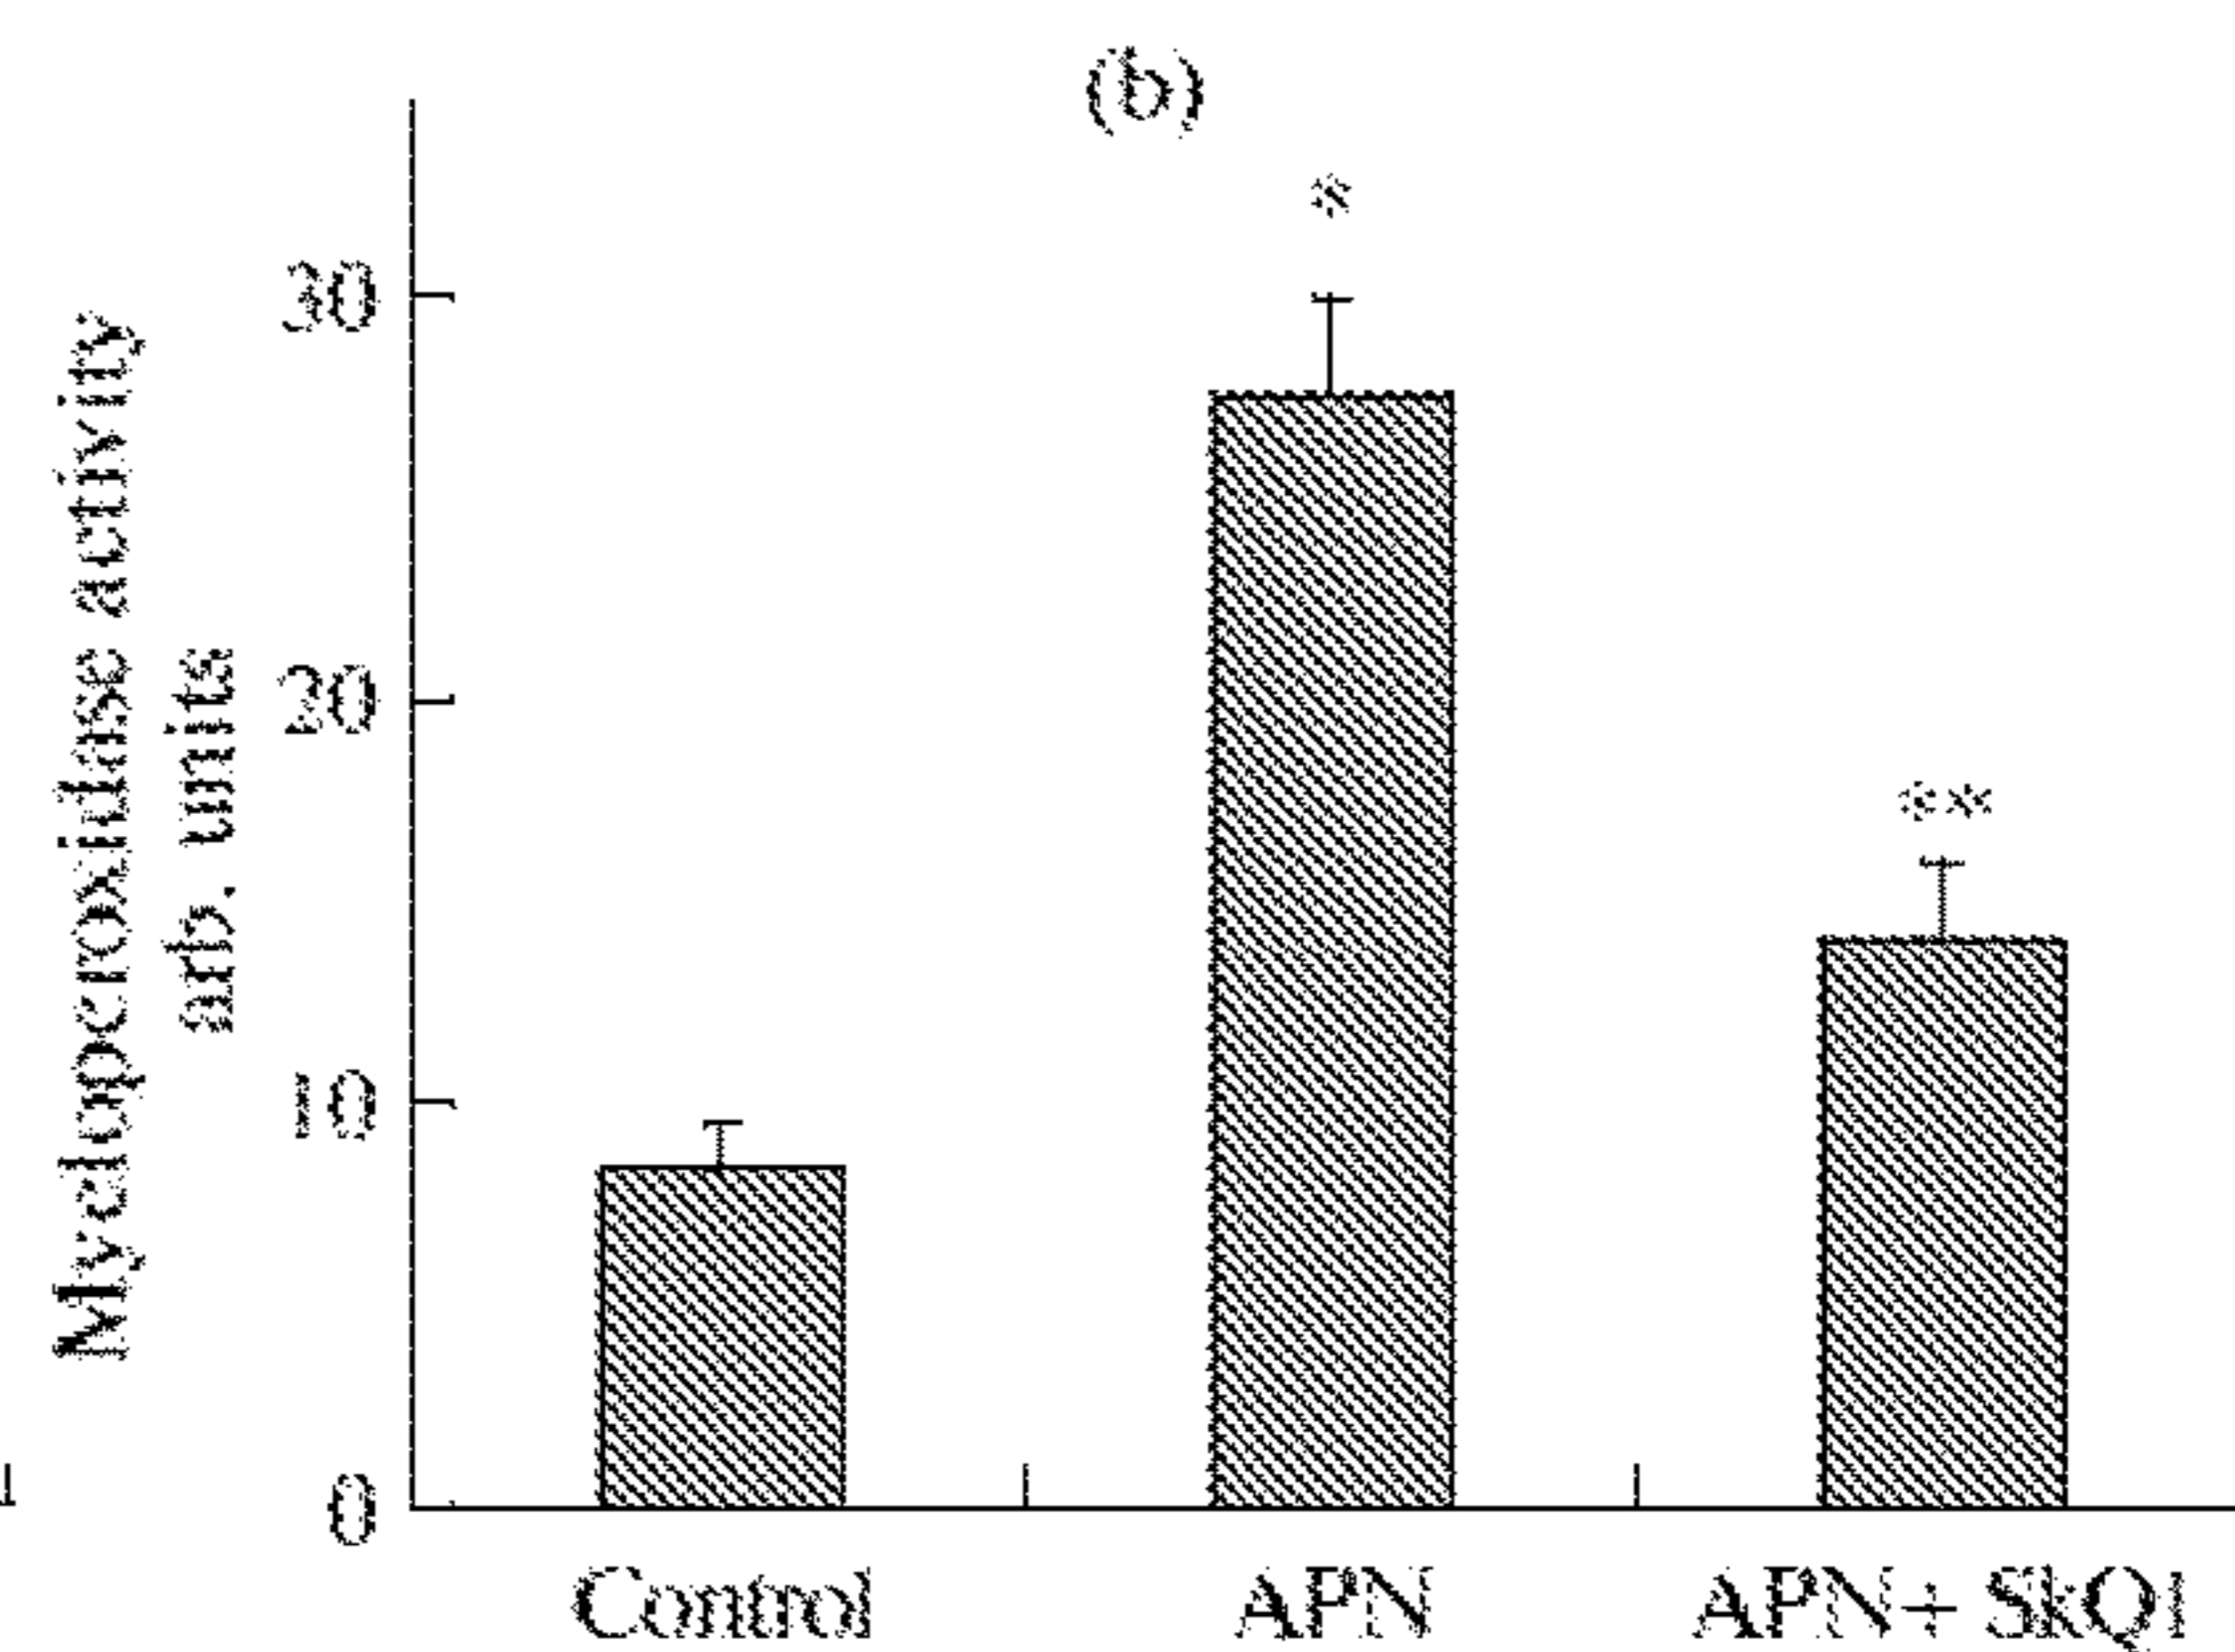 (b)
*
**
Myeloperoxidase activity
arb. units
30
20
10
0
Control APN APN+ SkQ1